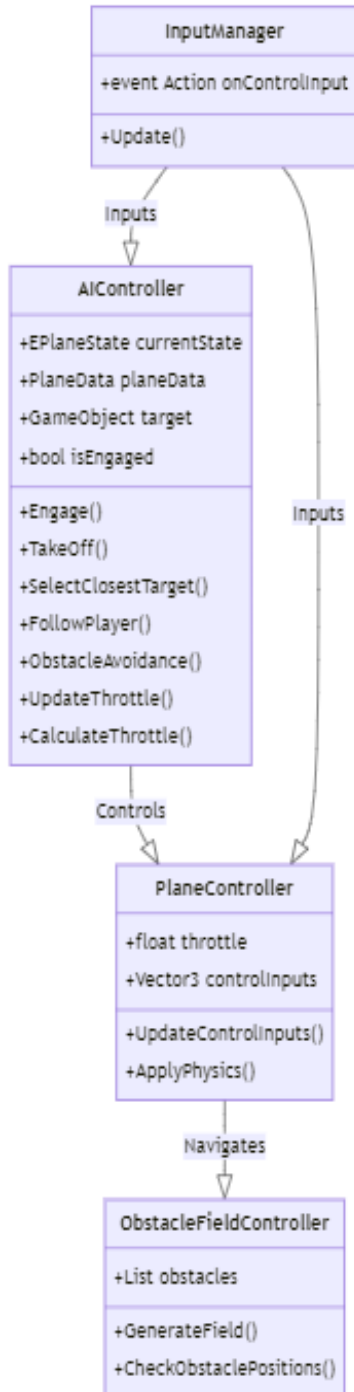 InputManager
+event Action onControlInput
+Update()
Inputs
AIController
+EPlaneState currentState
+PlaneData planeData
+GameObject target
+bool isEngaged
+Engage()
+TakeOff()
+SelectClosestTarget()
+FollowPlayer()
+ObstacleAvoidance()
+UpdateThrottle()
+CalculateThrottle()
Inputs
Controls
PlaneController
+float throttle
+Vector3 controlInputs
+UpdateControlInputs()
+ApplyPhysics()
Navigates
ObstacleFieldController
+List obstacles
+GenerateField()
+CheckObstaclePositions()